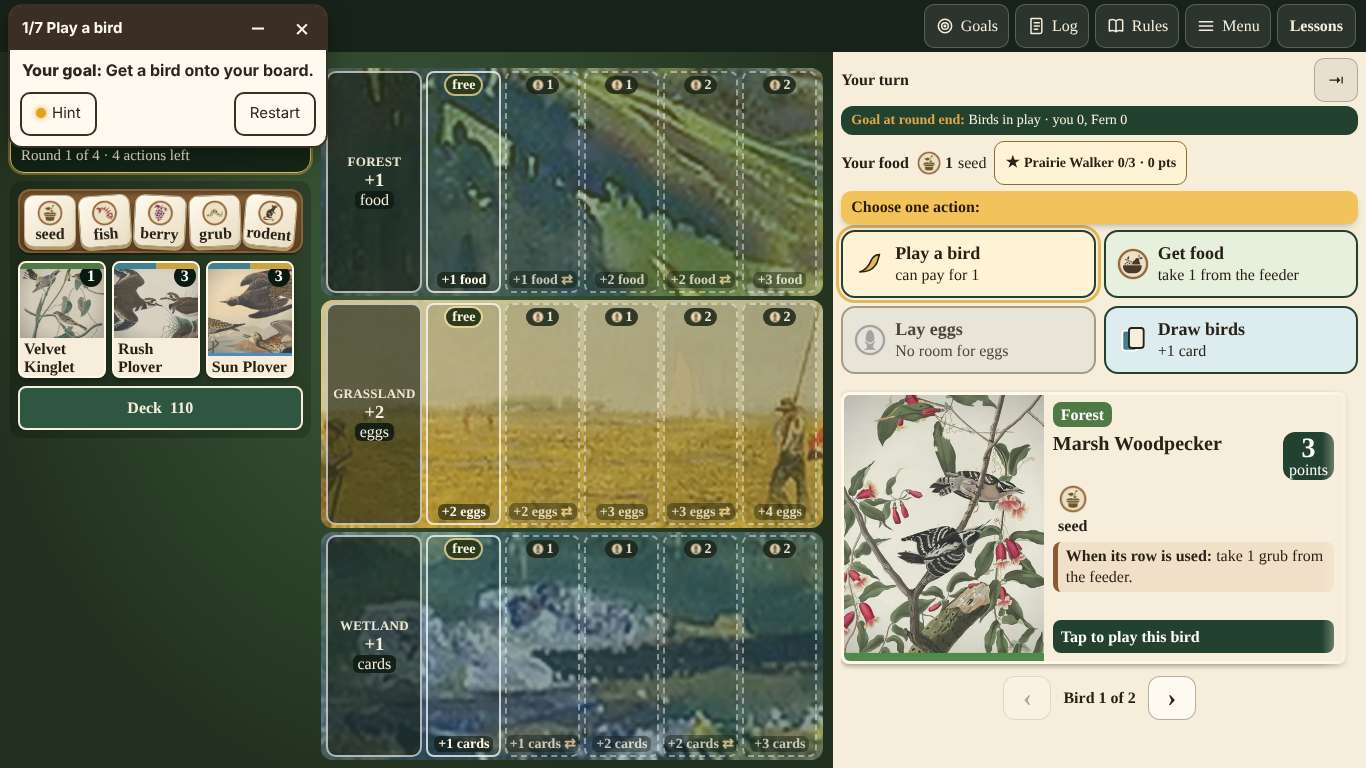 1/7 Play a bird
Your goal: Get a bird onto your board.
Hint
Restart
Round 1 of 4 · 4 actions left
Goals
Log
Rules
Menu
Lessons
seed
fish
berry
grub
rodent
1
Velvet
Kinglet
3
Rush
Plover
3
Sun Plover
Deck 110
FOREST
+1
food
free
1
1
2
2
+1 food
+1 food ⇄
+2 food
+2 food ⇄
+3 food
GRASSLAND
+2
eggs
free
1
1
2
2
+2 eggs
+2 eggs ⇄
+3 eggs
+3 eggs ⇄
+4 eggs
WETLAND
+1
cards
free
1
1
2
2
+1 cards
+1 cards ⇄
+2 cards
+2 cards ⇄
+3 cards
Your turn
Goal at round end: Birds in play · you 0, Fern 0
Your food 1 seed
★ Prairie Walker 0/3 · 0 pts
Choose one action:
Play a bird
can pay for 1
Get food
take 1 from the feeder
Lay eggs
No room for eggs
Draw birds
+1 card
Forest
Marsh Woodpecker
3
points
seed
When its row is used: take 1 grub from
the feeder.
Tap to play this bird
‹ Bird 1 of 2 ›